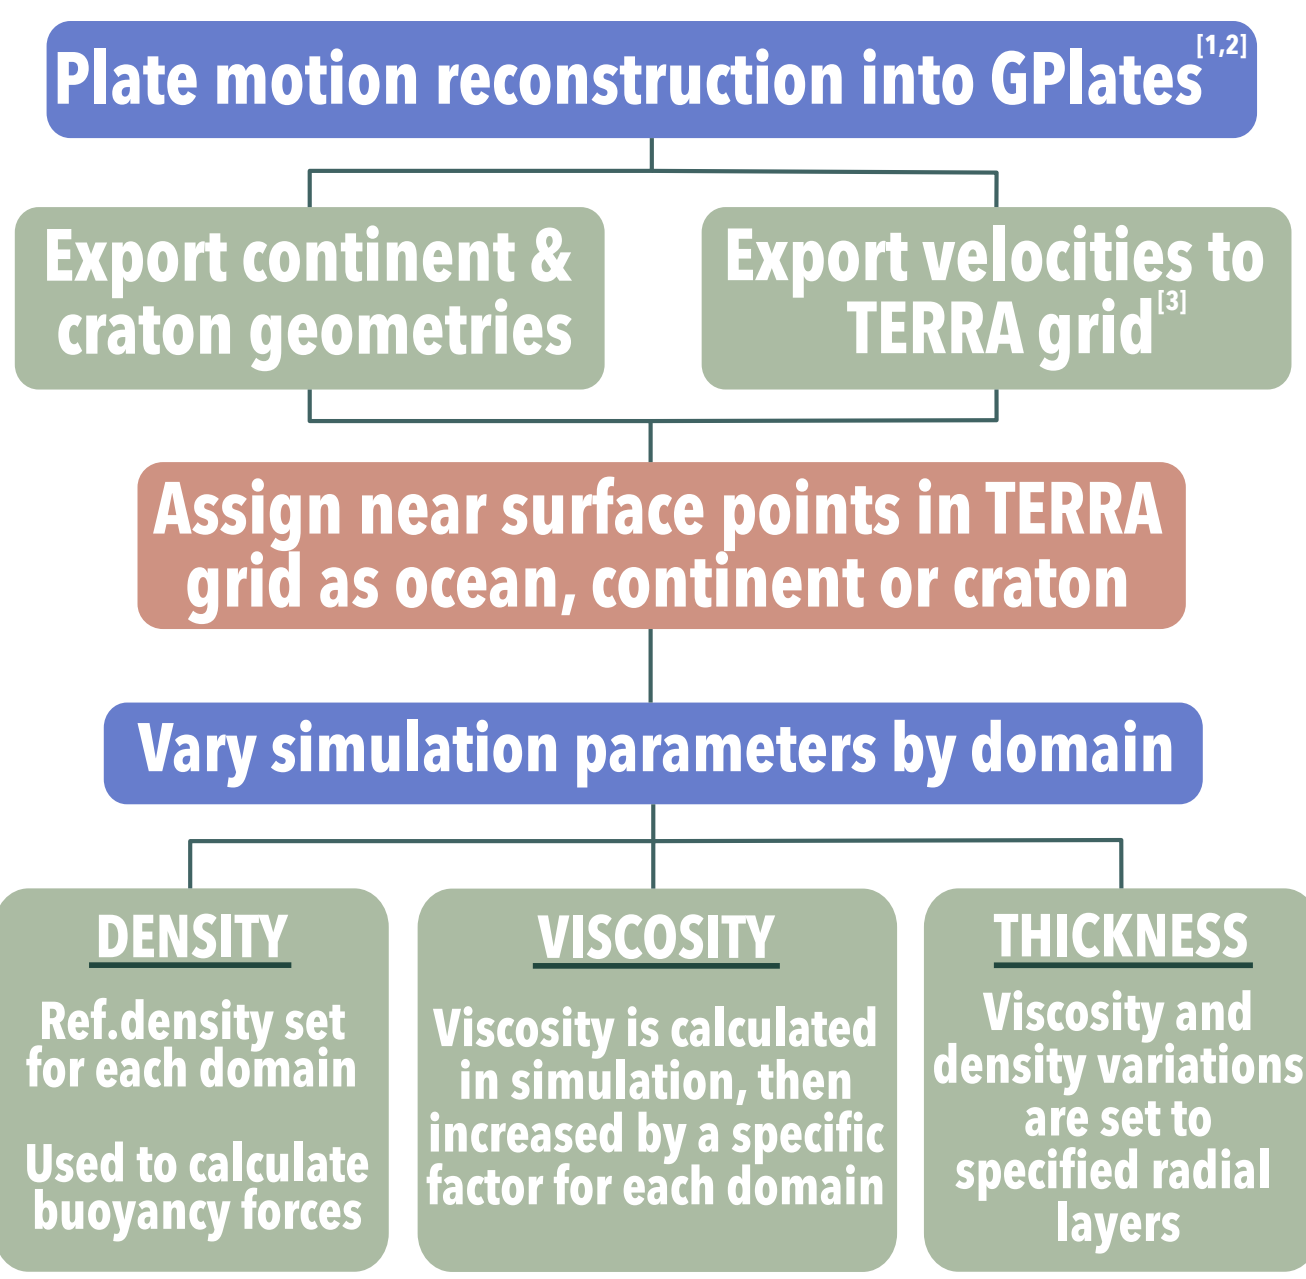 Plate motion reconstruction into GPlates[1,2]
Export continent &
craton geometries
Export velocities to
TERRA grid[3]
Assign near surface points in TERRA
grid as ocean, continent or craton
Vary simulation parameters by domain
DENSITY
Ref.density set
for each domain
Used to calculate
buoyancy forces
VISCOSITY
Viscosity is calculated
in simulation, then
increased by a specific
factor for each domain
THICKNESS
Viscosity and
density variations
are set to
specified radial
layers